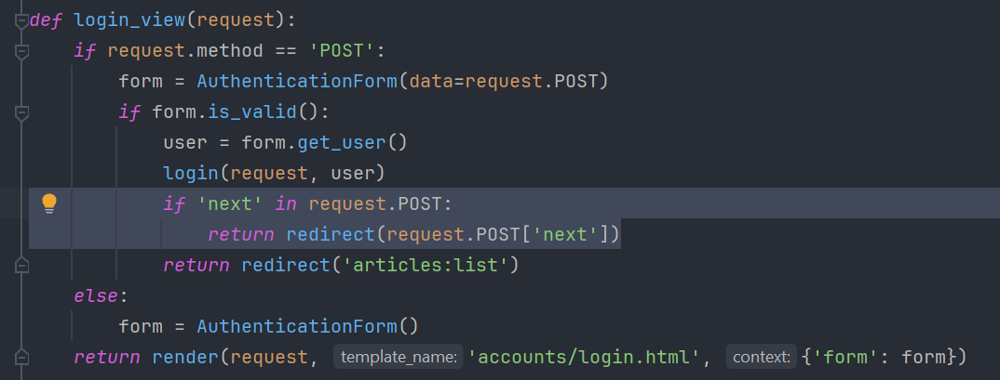 def login_view(request):
    if request.method == 'POST':
        form = AuthenticationForm(data=request.POST)
        if form.is_valid():
            user = form.get_user()
            login(request, user)
            if 'next' in request.POST:
                return redirect(request.POST['next'])
            return redirect('articles:list')
    else:
        form = AuthenticationForm()
    return render(request, template_name: 'accounts/login.html', context: {'form': form})